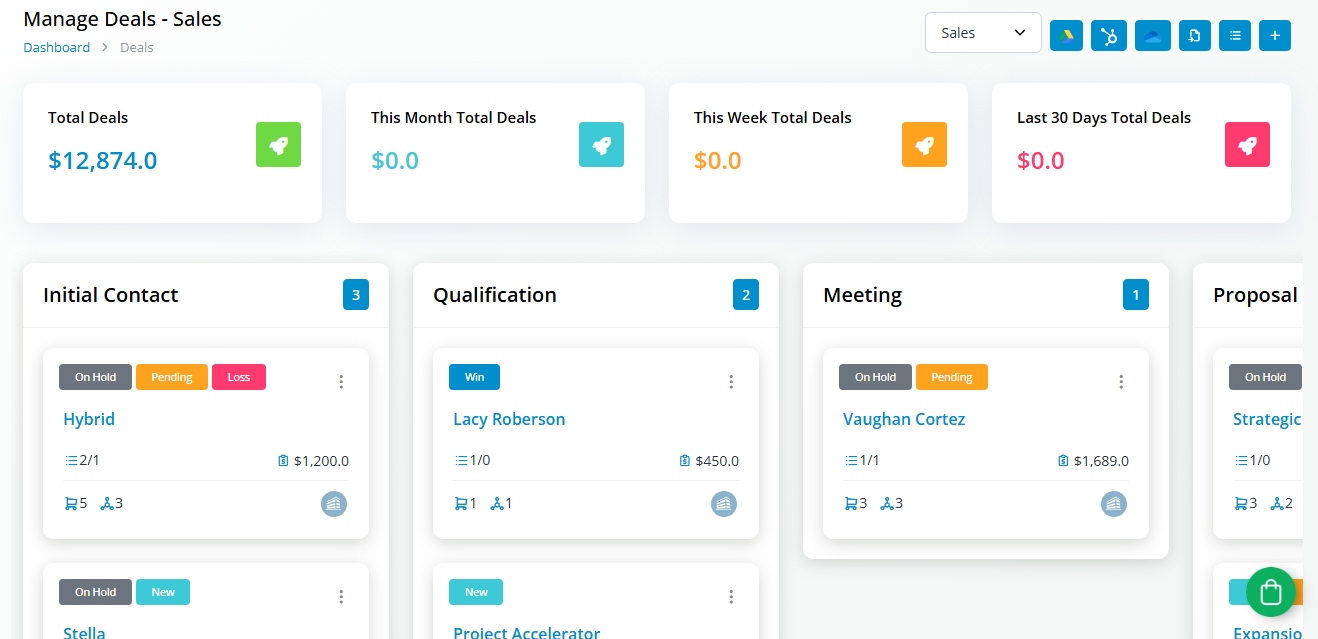 Manage Deals - Sales
Dashboard > Deals
Sales
Total Deals
$12,874.0
This Month Total Deals
$0.0
This Week Total Deals
$0.0
Last 30 Days Total Deals
$0.0
Initial Contact
3
On Hold Pending Loss
Hybrid
2/1 $1,200.0
5 3
On Hold New
Stella
Qualification
2
Win
Lacy Roberson
1/0 $450.0
1 1
New
Project Accelerator
Meeting
1
On Hold Pending
Vaughan Cortez
1/1 $1,689.0
3 3
Proposal
On Hold
Strategic
1/0
3 2
Expansio